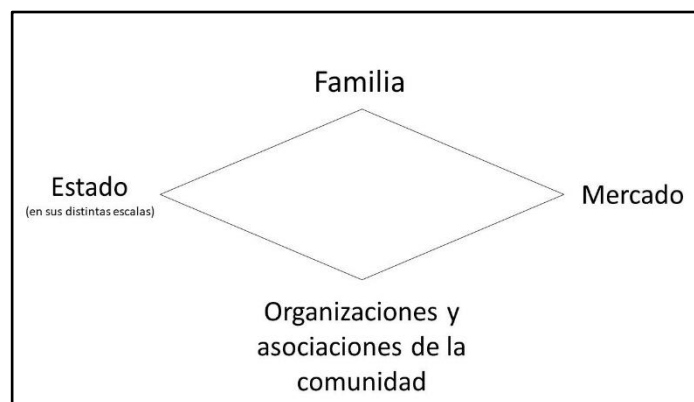 Familia
Estado
(en sus distintas escalas)
Mercado
Organizaciones y
asociaciones de la
comunidad